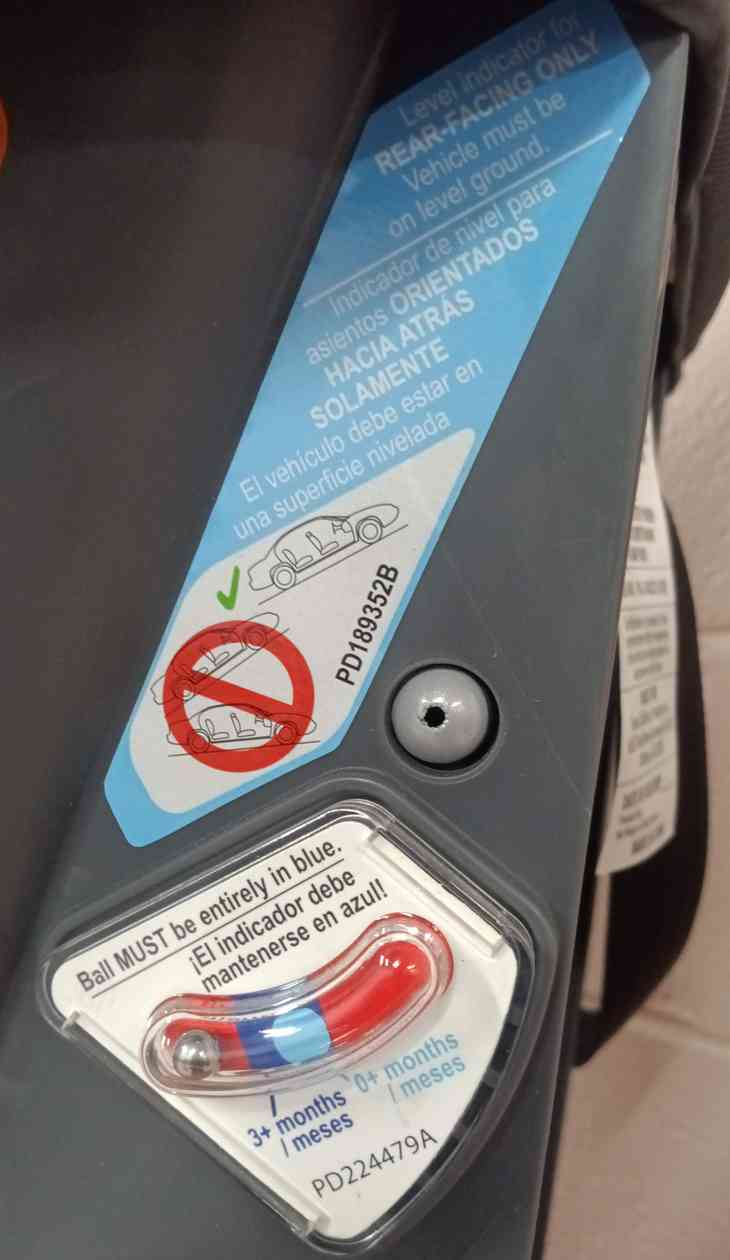 Level indicator for
REAR-FACING ONLY
Vehicle must be
on level ground.
Indicador de nivel para
asientos ORIENTADOS
HACIA ATRÁS
SOLAMENTE
El vehículo debe estar en
una superficie nivelada
PD189352B
Ball MUST be entirely in blue.
¡El indicador debe
mantenerse en azul!
0+ months
/ meses
3+ months
/ meses
PD224479A